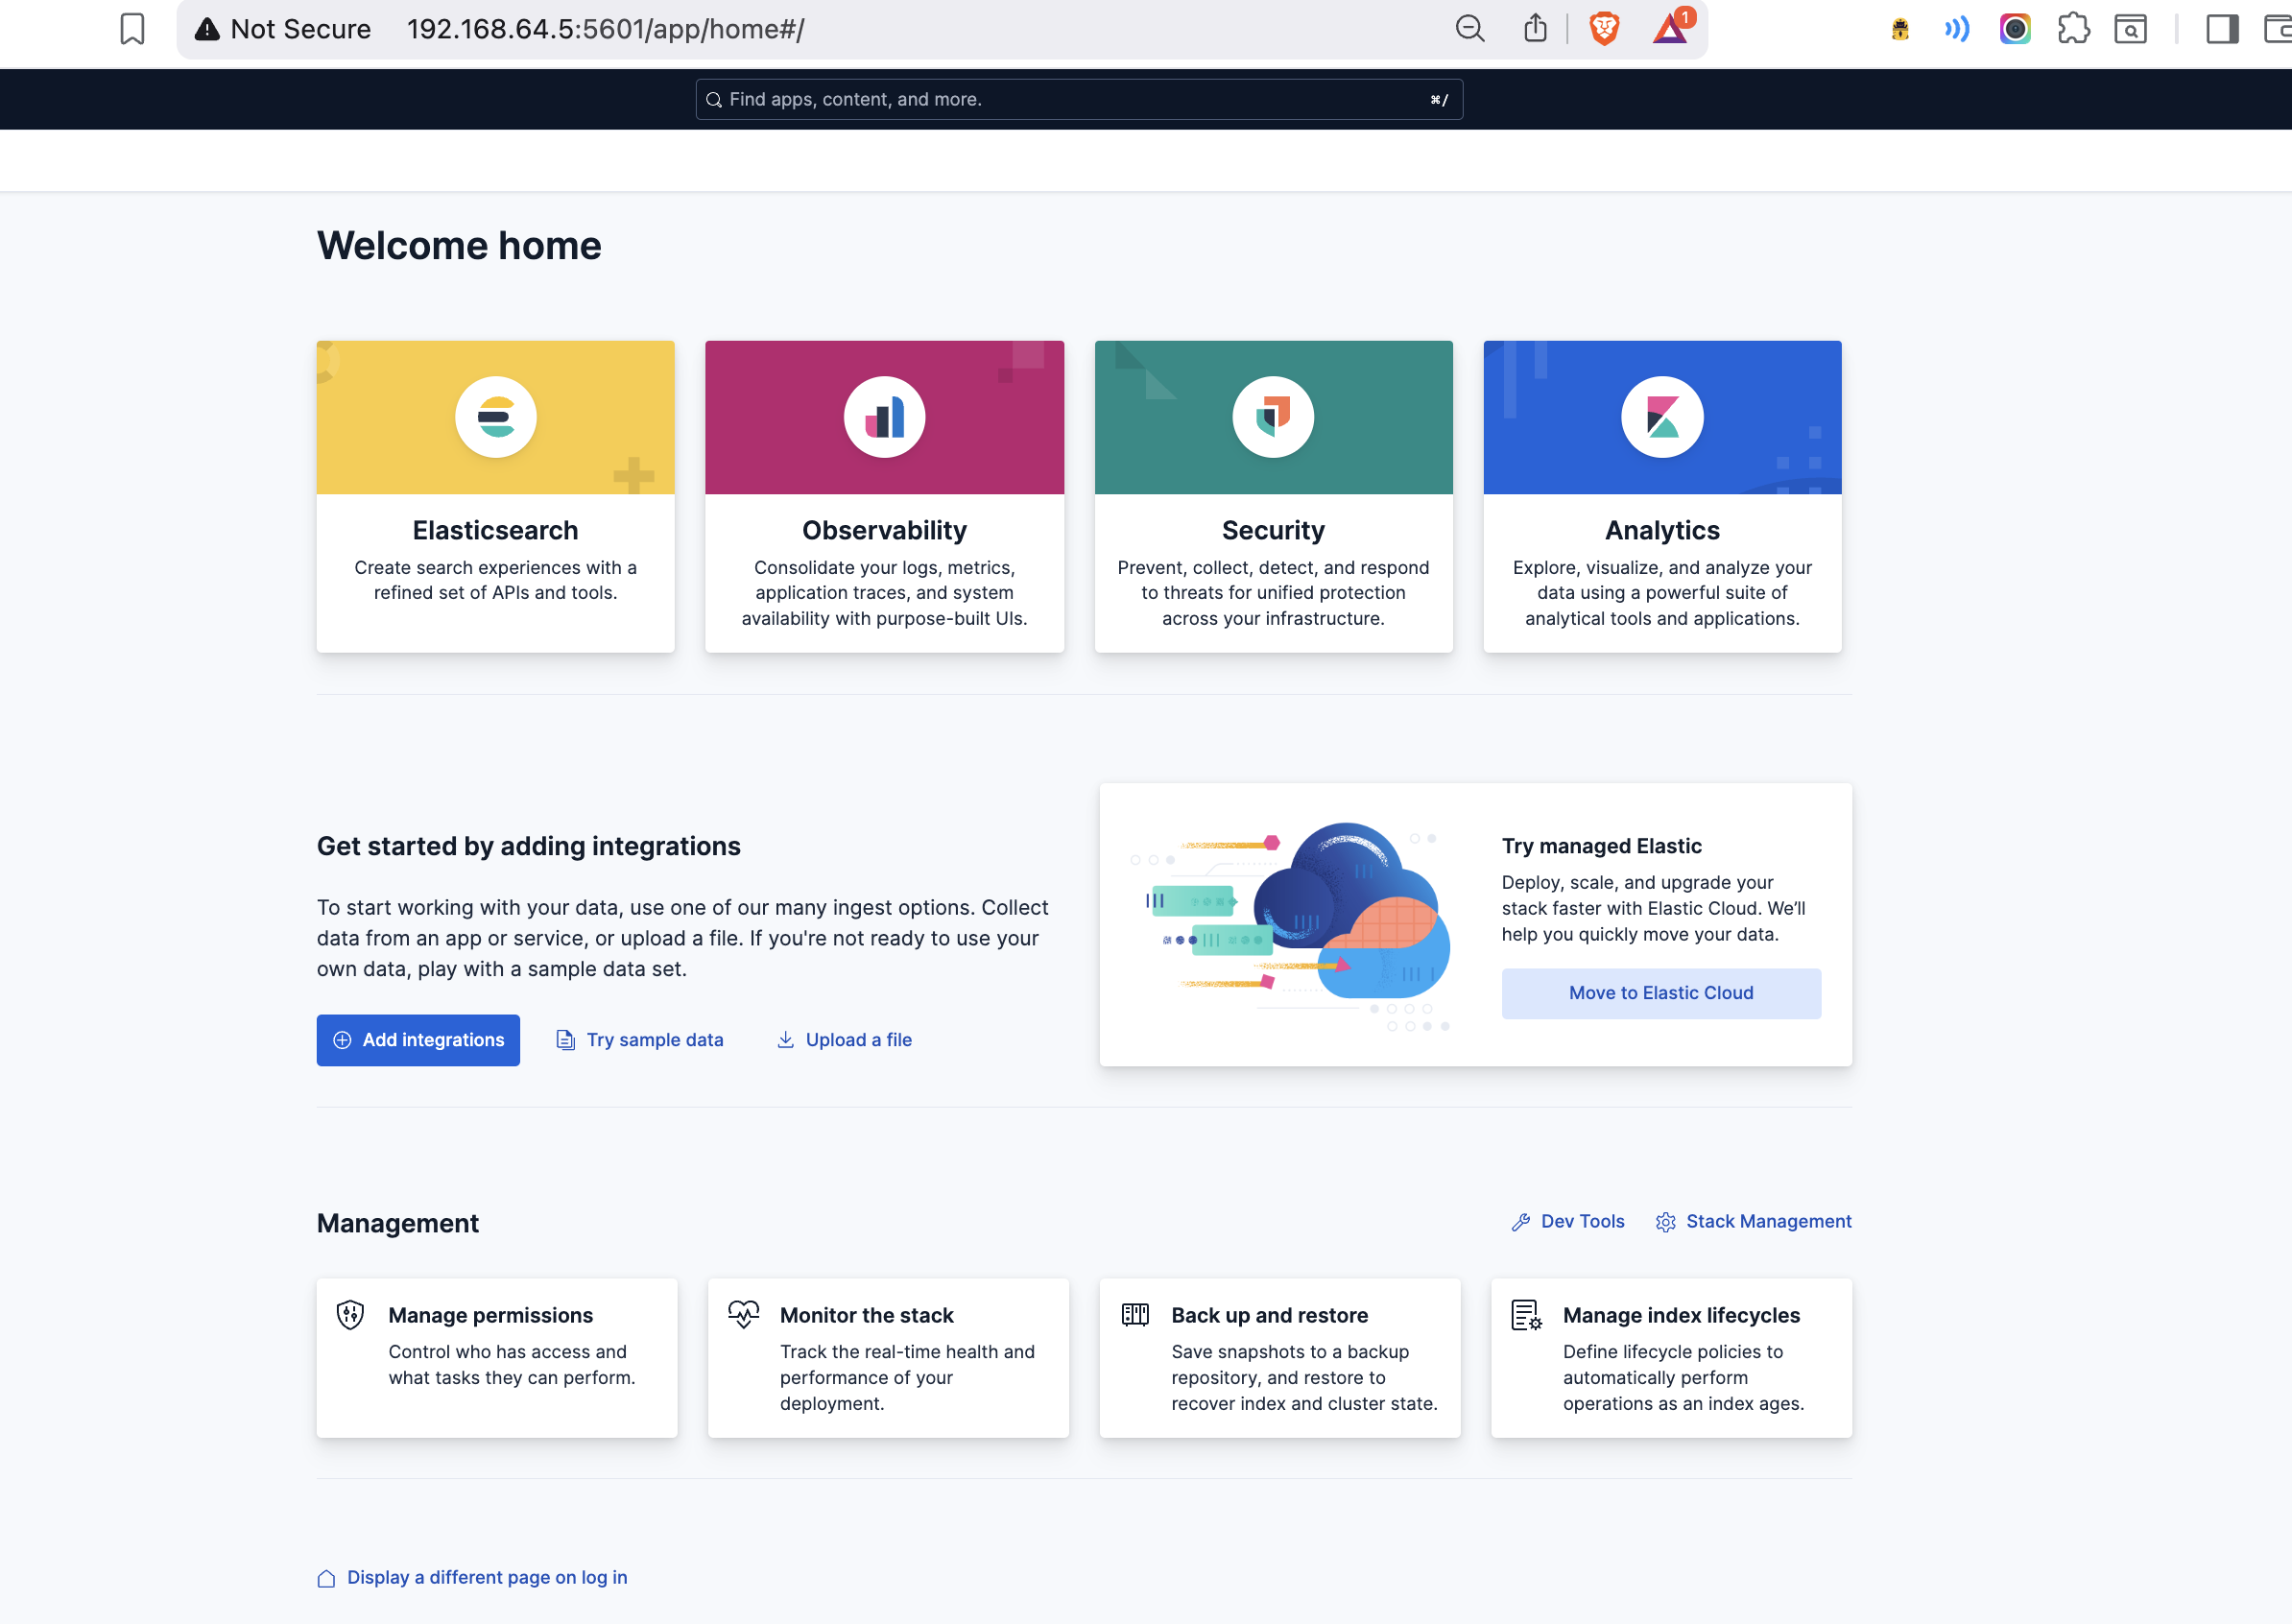 Not Secure 192.168.64.5:5601/app/home#/
1
Find apps, content, and more. ⌘/
Welcome home
Elasticsearch
Create search experiences with a
refined set of APIs and tools.
Observability
Consolidate your logs, metrics,
application traces, and system
availability with purpose-built UIs.
Security
Prevent, collect, detect, and respond
to threats for unified protection
across your infrastructure.
Analytics
Explore, visualize, and analyze your
data using a powerful suite of
analytical tools and applications.
Get started by adding integrations
To start working with your data, use one of our many ingest options. Collect
data from an app or service, or upload a file. If you're not ready to use your
own data, play with a sample data set.
Add integrations
Try sample data
Upload a file
Try managed Elastic
Deploy, scale, and upgrade your
stack faster with Elastic Cloud. We’ll
help you quickly move your data.
Move to Elastic Cloud
Management
Dev Tools
Stack Management
Manage permissions
Control who has access and
what tasks they can perform.
Monitor the stack
Track the real-time health and
performance of your
deployment.
Back up and restore
Save snapshots to a backup
repository, and restore to
recover index and cluster state.
Manage index lifecycles
Define lifecycle policies to
automatically perform
operations as an index ages.
Display a different page on log in